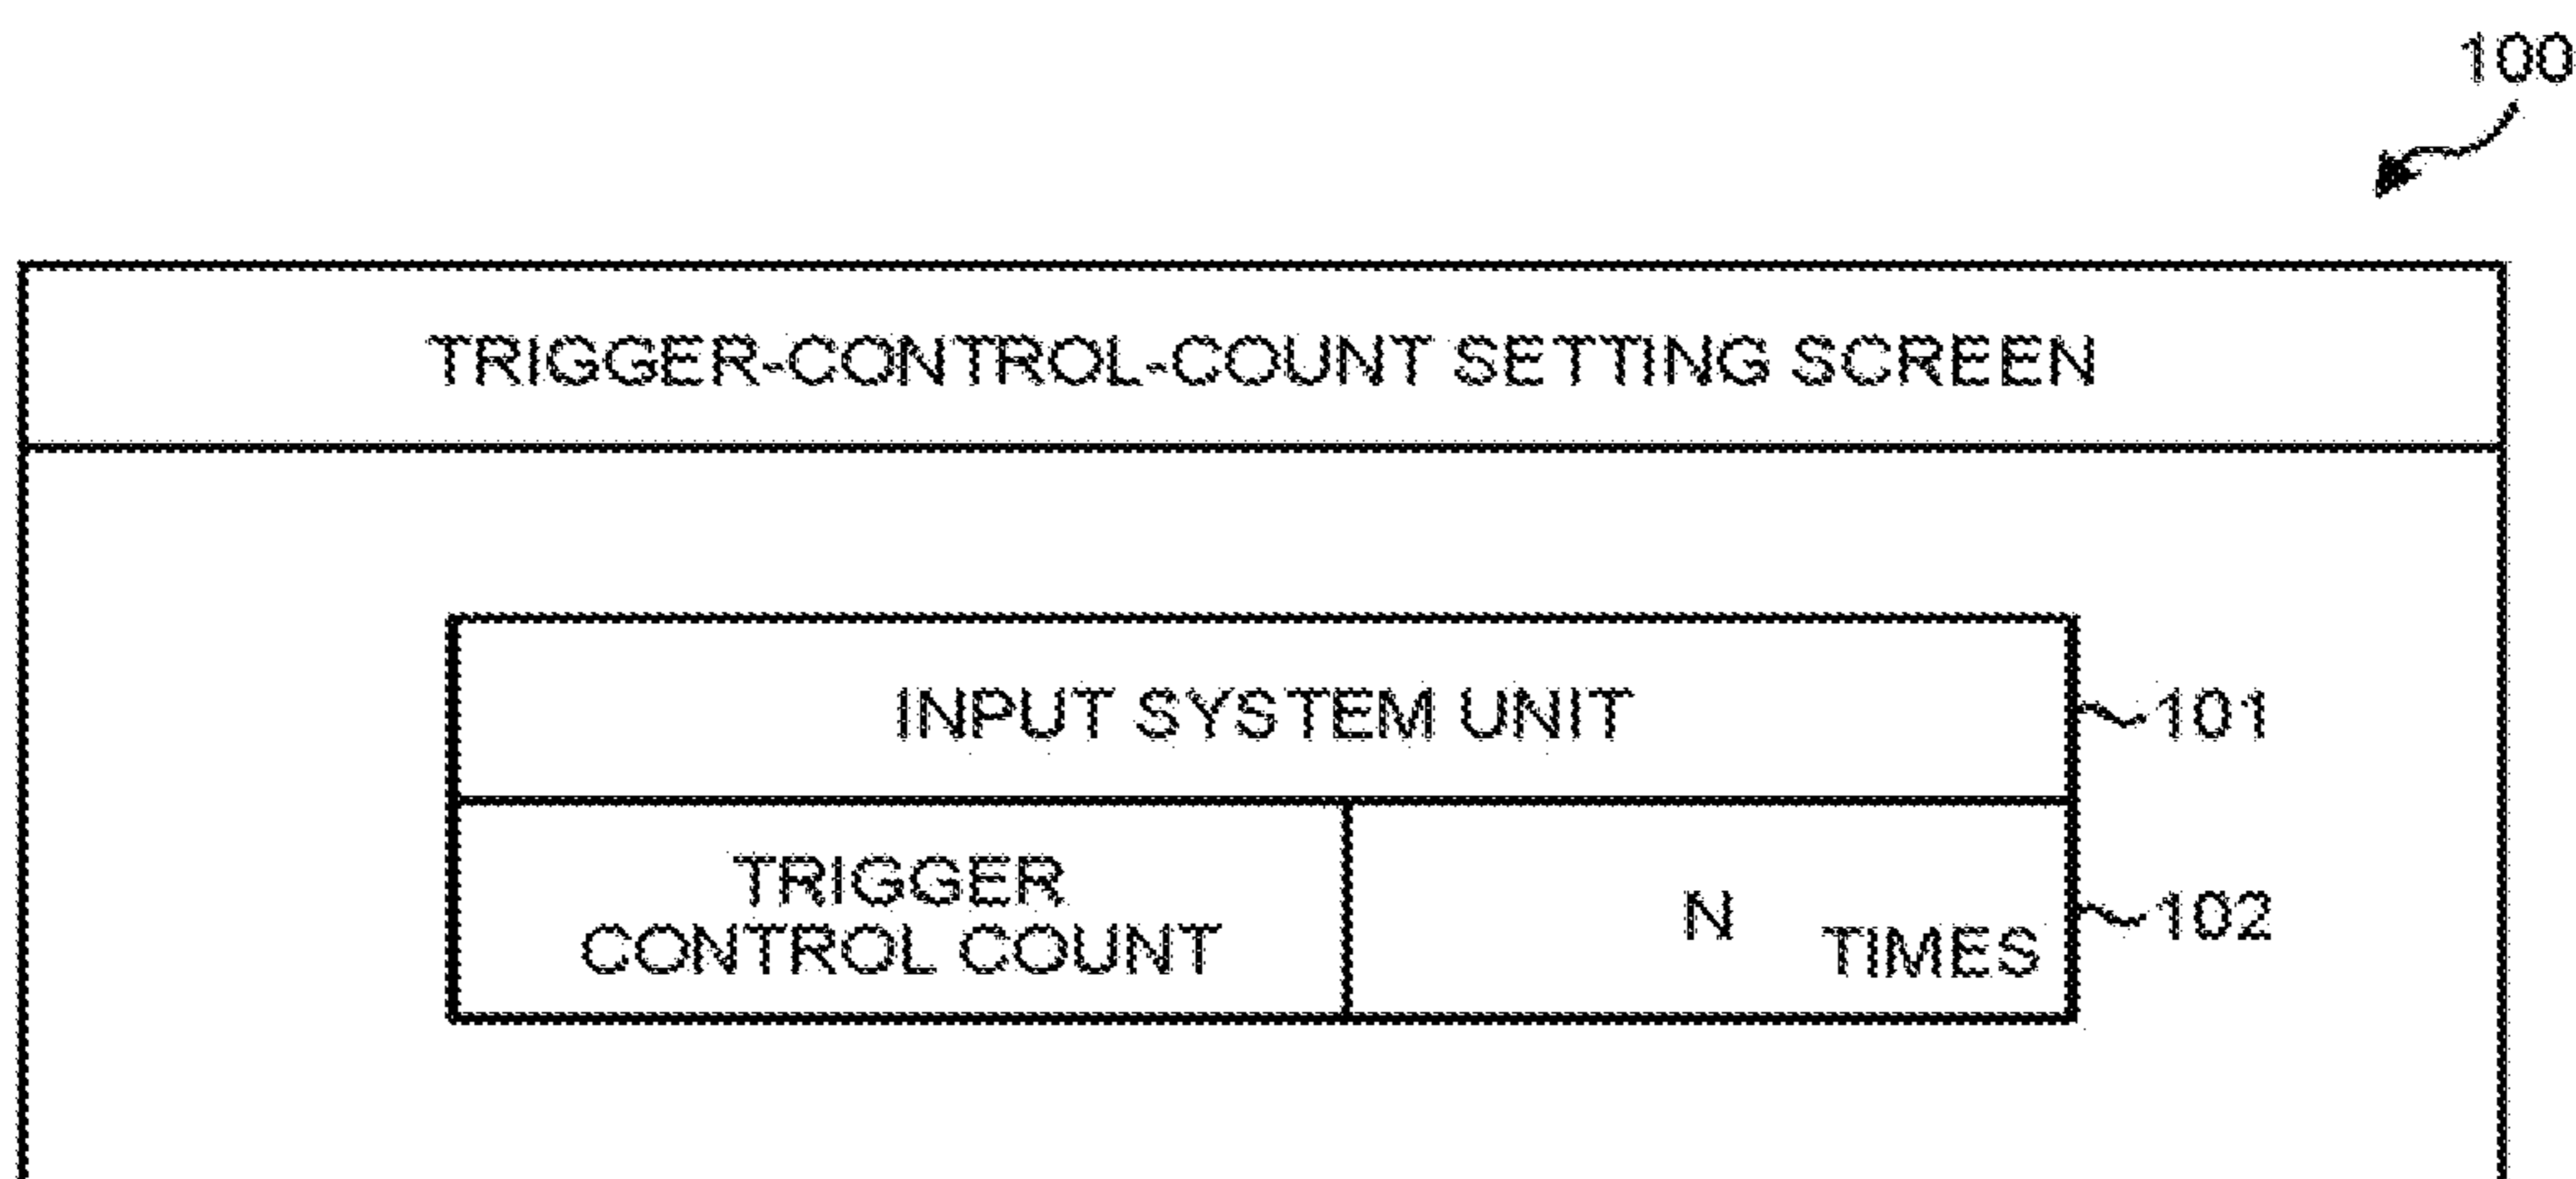 100
TRIGGER-CONTROL-COUNT SETTING SCREEN
INPUT SYSTEM UNIT
101
TRIGGER
CONTROL COUNT
N
TIMES
102